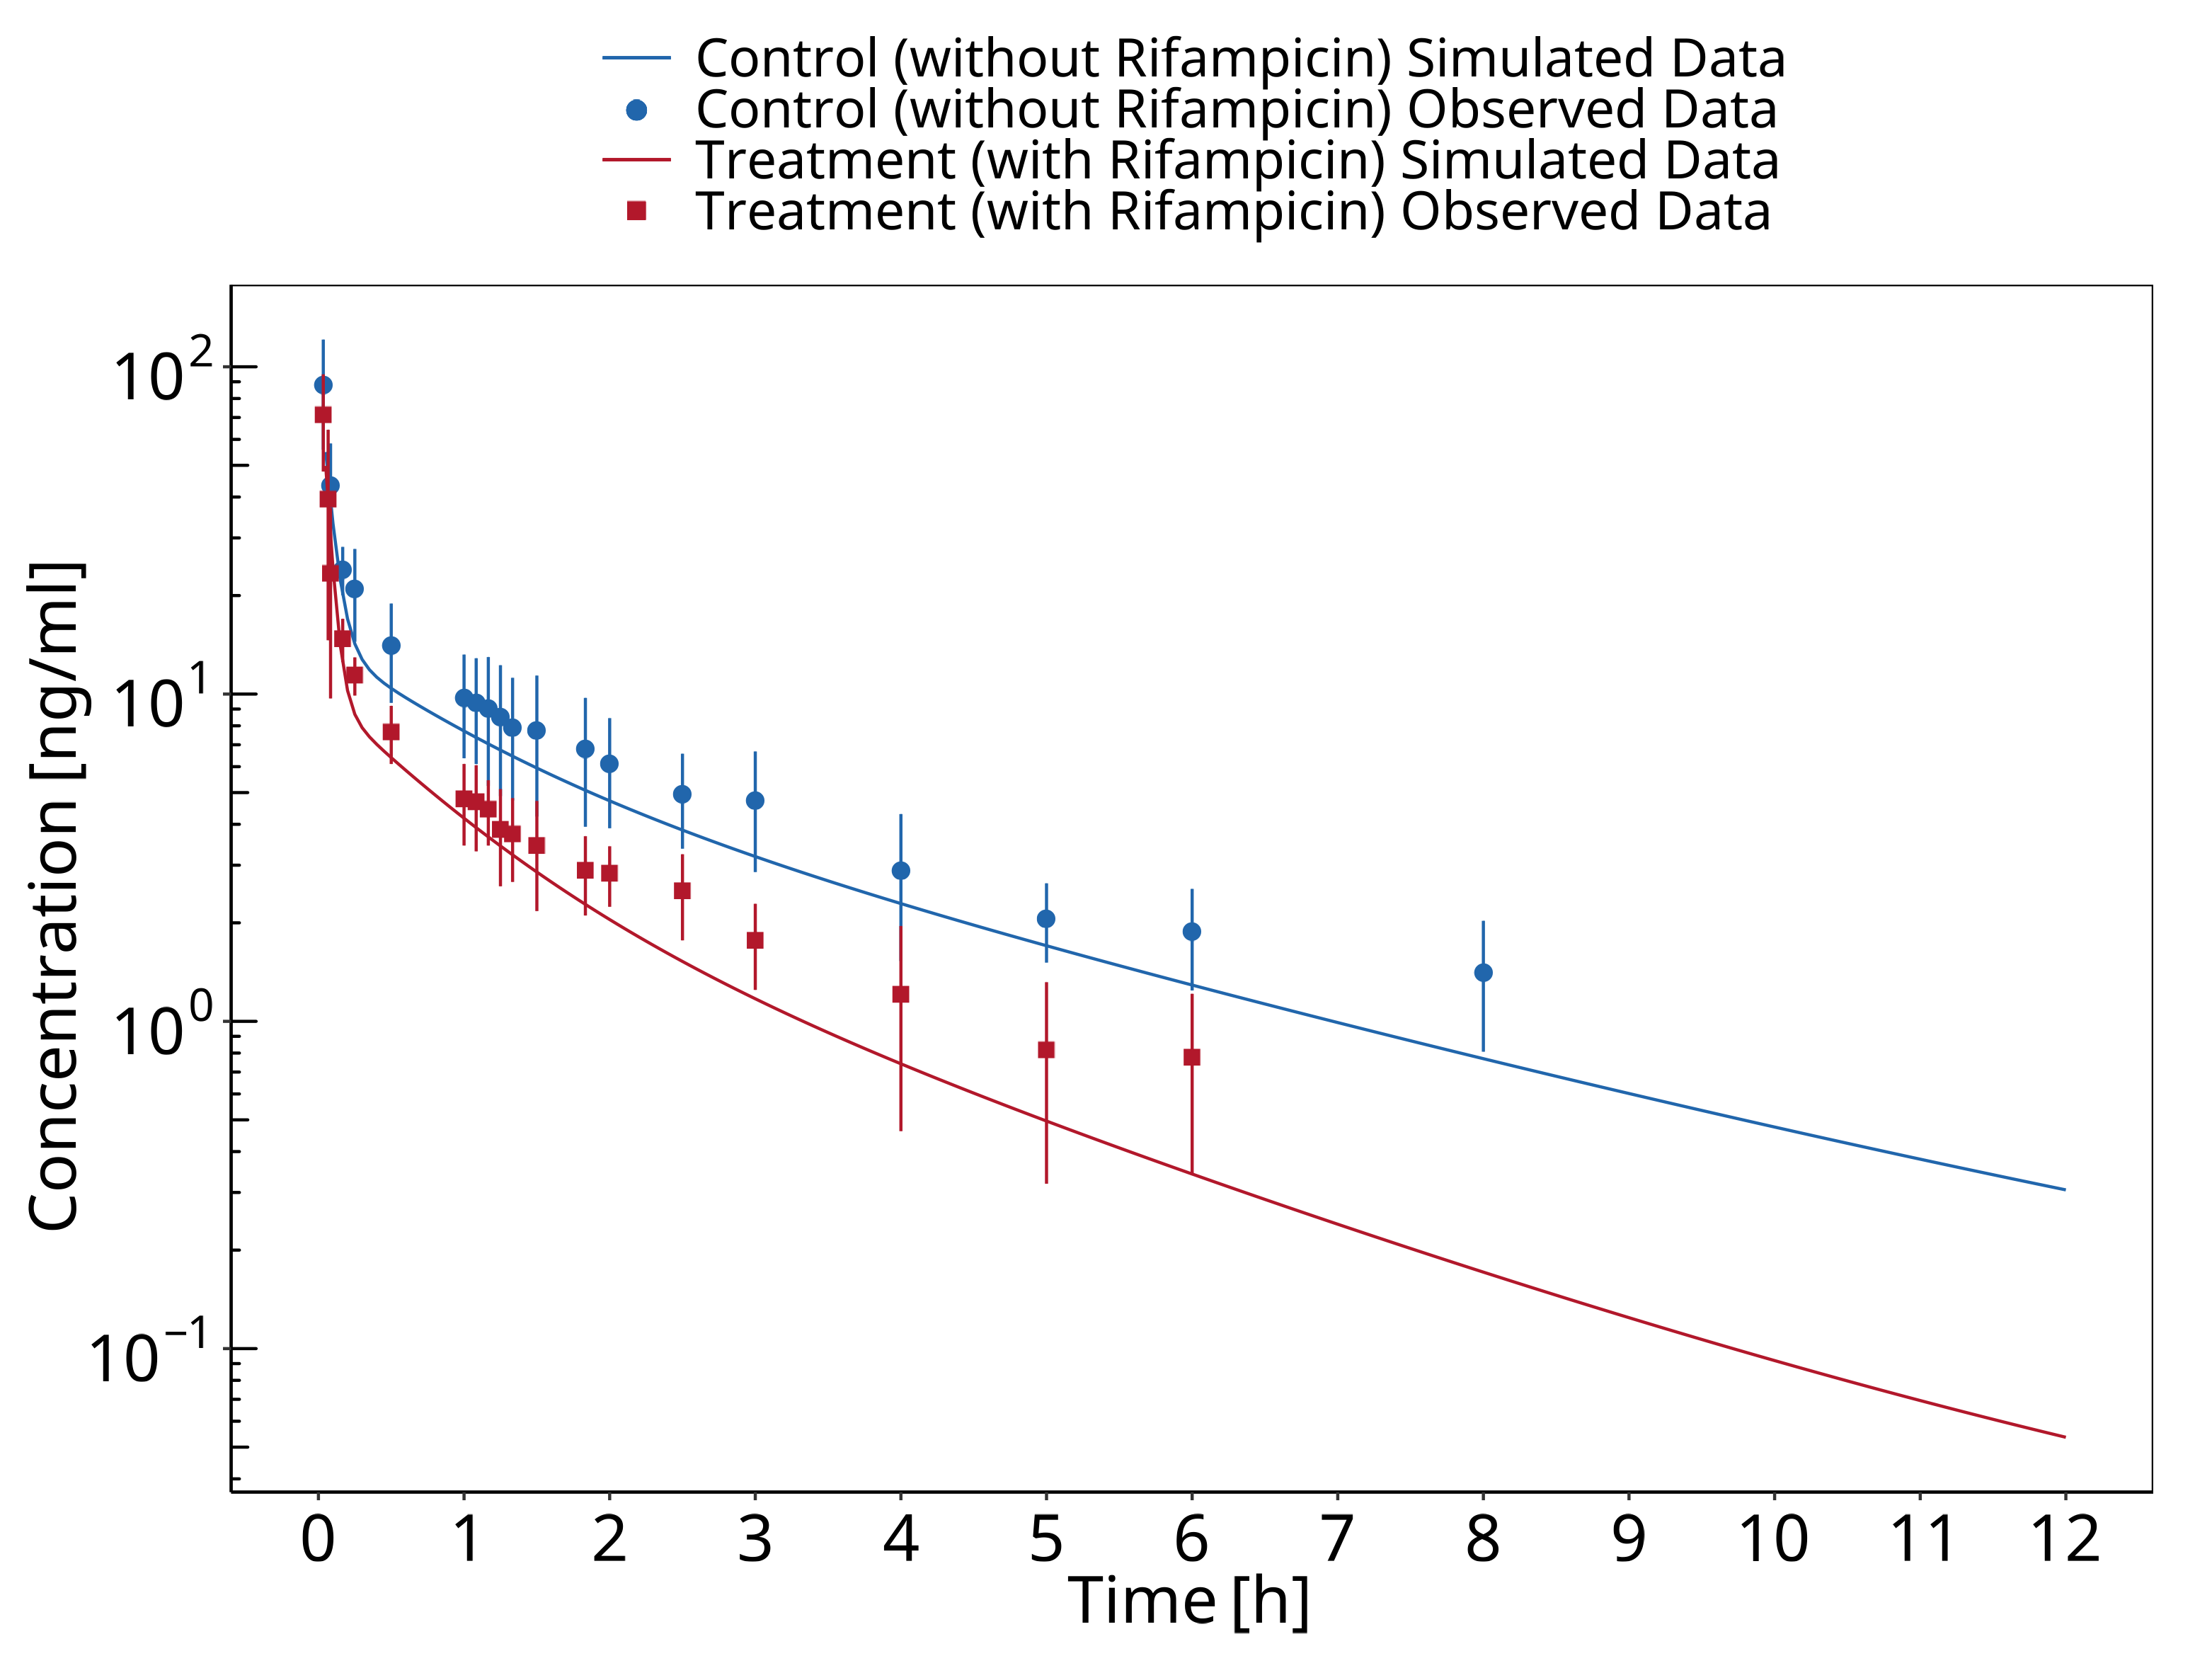 Control (without Rifampicin) Simulated Data
Control (without Rifampicin) Observed Data
Treatment (with Rifampicin) Simulated Data
Treatment (with Rifampicin) Observed Data
10^2
10^1
10^0
10^−1
Concentration [ng/ml]
0 1 2 3 4 5 6 7 8 9 10 11 12
Time [h]